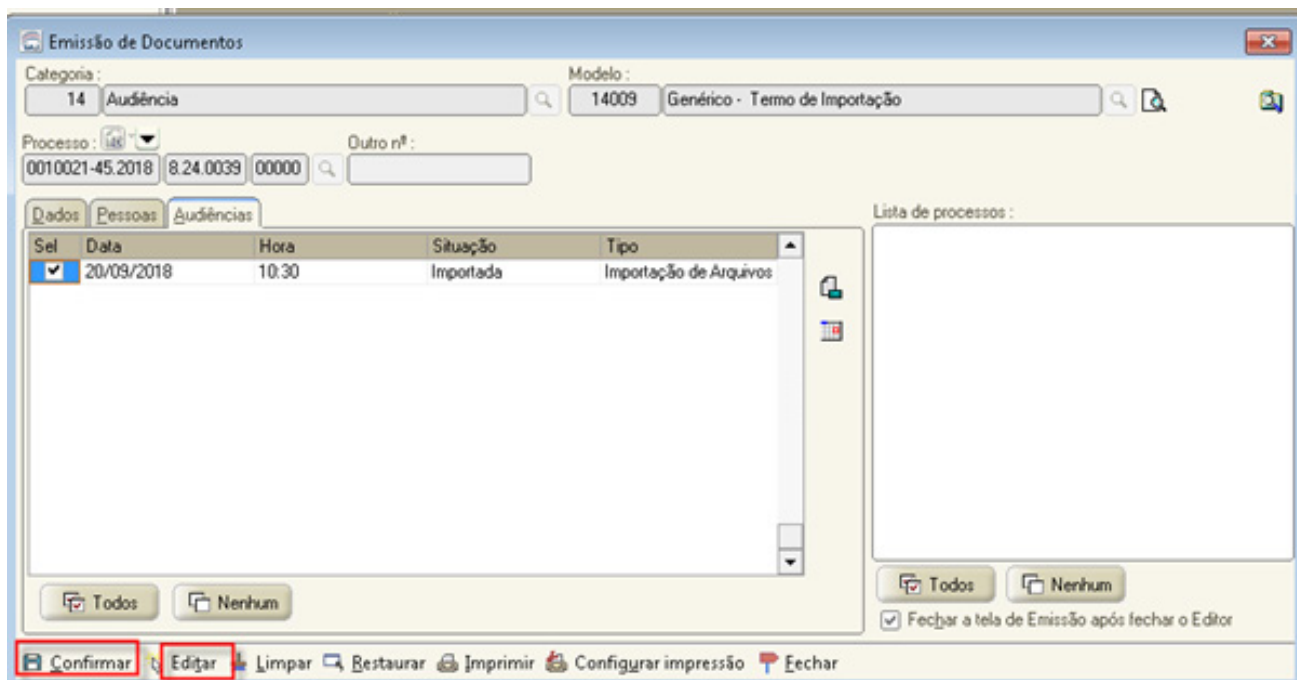 Emissão de Documentos
Categoria : Modelo :
14 Audiência 14009 Genérico - Termo de Importação
Processo : Outro nº :
0010021-45.2018 8.24.0039 00000
Dados Pessoas Audiências Lista de processos :
Sel Data Hora Situação Tipo
20/09/2018 10:30 Importada Importação de Arquivos
Todos Nenhum Todos Nenhum
Fechar a tela de Emissão após fechar o Editor
Confirmar Editar Limpar Restaurar Imprimir Configurar impressão Fechar